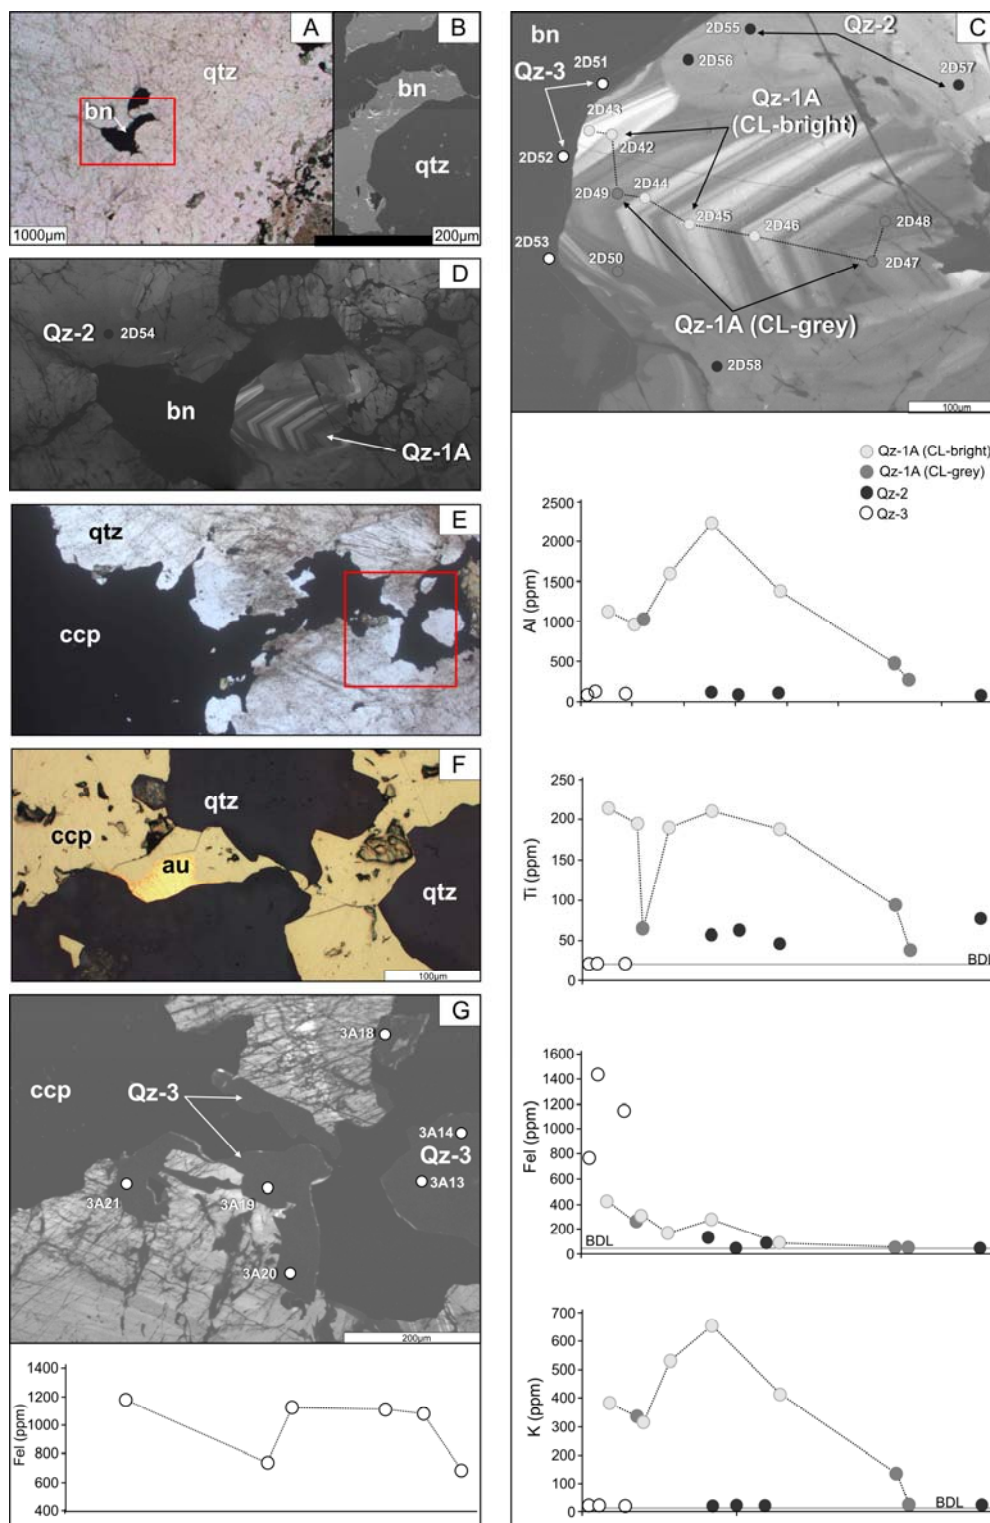 A
qtz
bn
1000µm
B
bn
qtz
200µm
C
bn
2D55
Qz-2
2D51
Qz-3
2D56
2D57
Qz-1A
(CL-bright)
2D43
2D42
2D52
2D49
2D44
2D45
2D46
2D48
2D53
2D50
2D47
Qz-1A (CL-grey)
2D58
100µm
D
Qz-2
2D54
bn
Qz-1A
E
qtz
ccp
F
qtz
ccp
au
qtz
100µm
G
3A18
ccp
Qz-3
3A14
Qz-3
3A13
3A21
3A19
3A20
200µm
1400
1200
1000
800
600
400
FeI (ppm)
Qz-1A (CL-bright)
Qz-1A (CL-grey)
Qz-2
Qz-3
2500
2000
1500
1000
500
0
Al (ppm)
250
200
150
100
50
0
Ti (ppm)
BDL
1600
1400
1200
1000
800
600
400
200
0
FeI (ppm)
BDL
700
600
500
400
300
200
100
0
K (ppm)
BDL